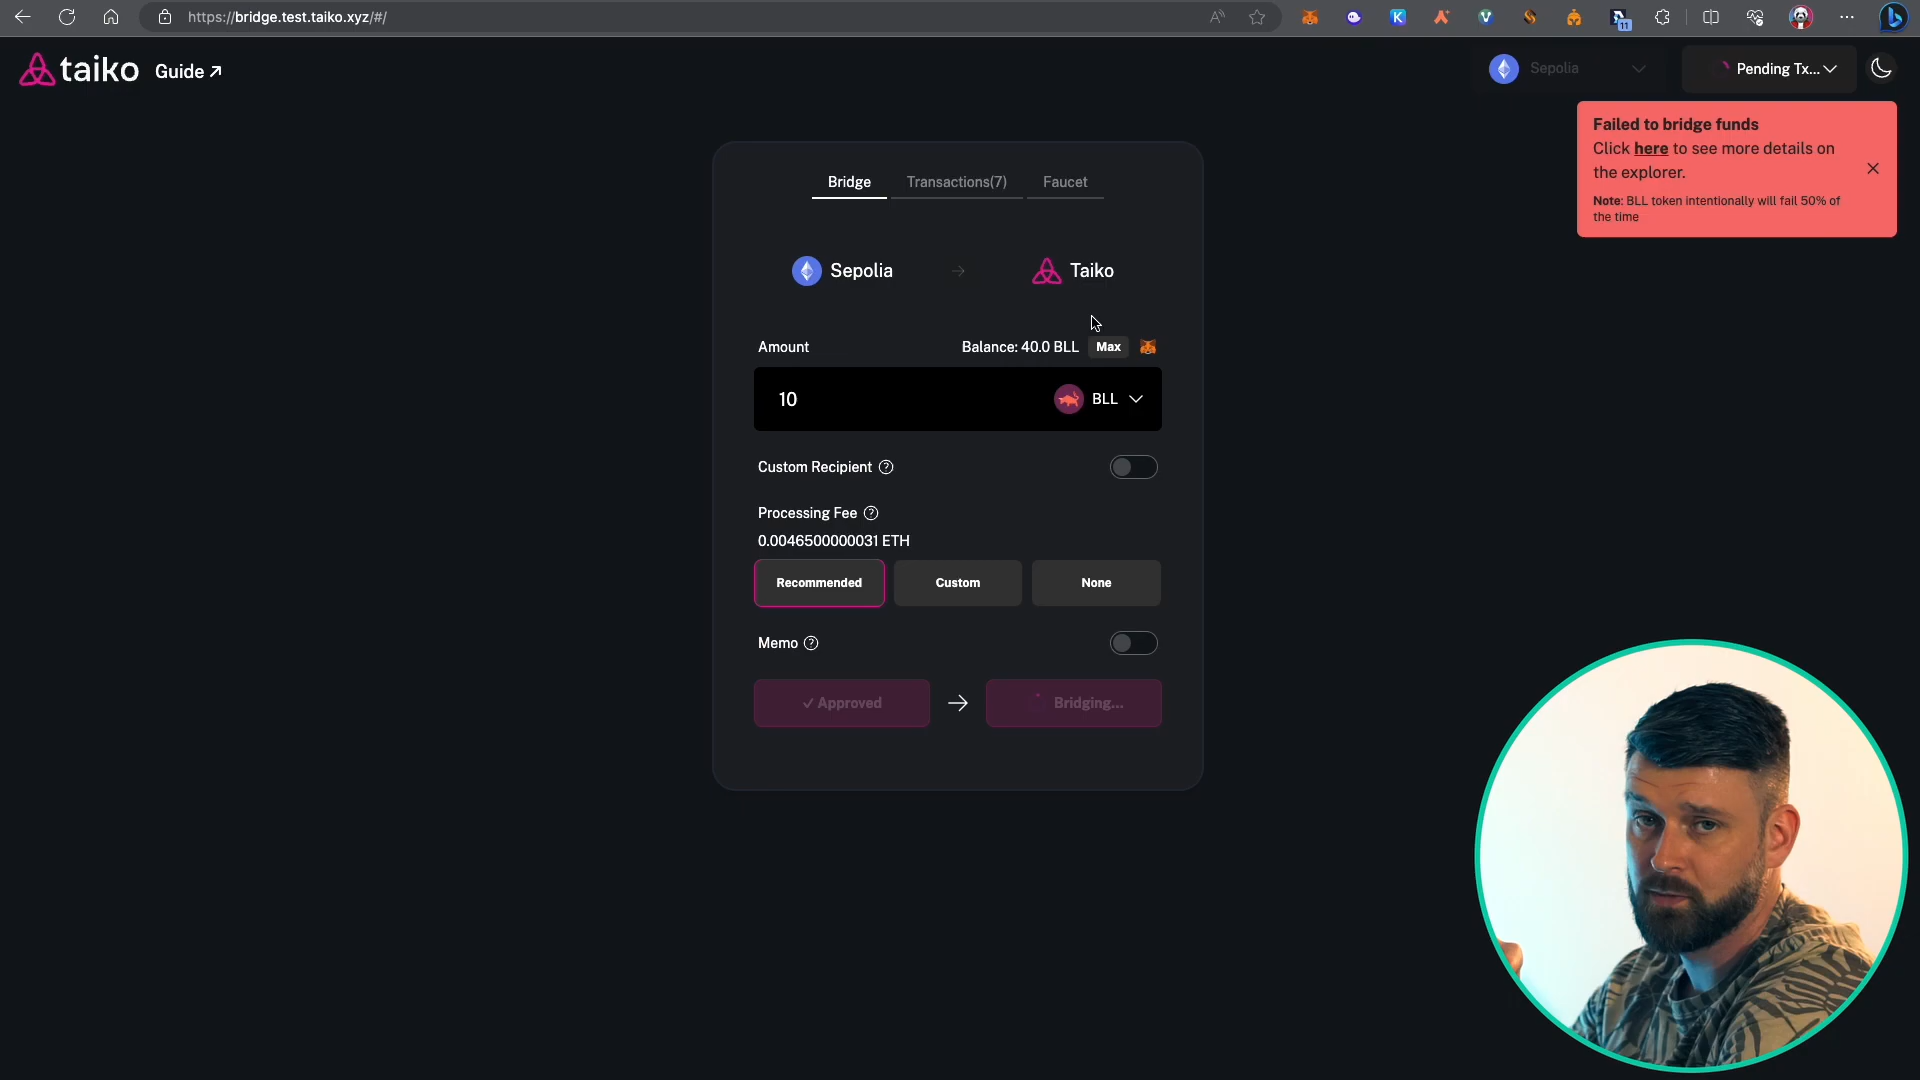 https://bridge.test.taiko.xyz/#/
11
taiko
Guide ↗
Sepolia
Pending Tx...
Failed to bridge funds
Click here to see more details on
the explorer.
Note: BLL token intentionally will fail 50% of
the time
Bridge
Transactions(7)
Faucet
Sepolia
→
Taiko
Amount
Balance: 40.0 BLL
Max
10
BLL
Custom Recipient
Processing Fee
0.0046500000031 ETH
Recommended
Custom
None
Memo
✓ Approved
→
Bridging...